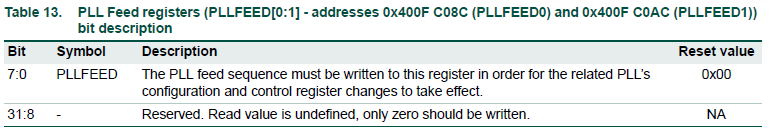 Table 13. PLL Feed registers (PLLFEED[0:1] - addresses 0x400F C08C (PLLFEED0) and 0x400F C0AC (PLLFEED1))
bit description
Bit Symbol Description Reset value
7:0 PLLFEED The PLL feed sequence must be written to this register in order for the related PLL's 0x00
configuration and control register changes to take effect.
31:8 - Reserved. Read value is undefined, only zero should be written. NA